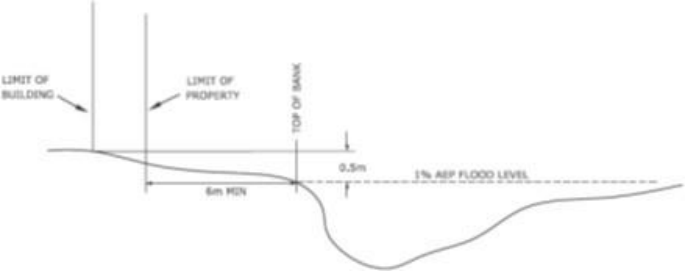 LIMIT OF
BUILDING
LIMIT OF
PROPERTY
TOP OF BANK
0.5m
1% AEP FLOOD LEVEL
6m MIN